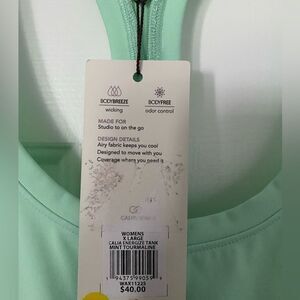 BODYBREEZE BODYFREE
wicking odor control
MADE FOR
Studio to on the go
DESIGN DETAILS
Airy fabric keeps you cool
Designed to move with you
Coverage where you need it
WOMENS
X LARGE
CALIA ENERGIZE TANK
MINT TOURMALINE
WAX11223
$40.00